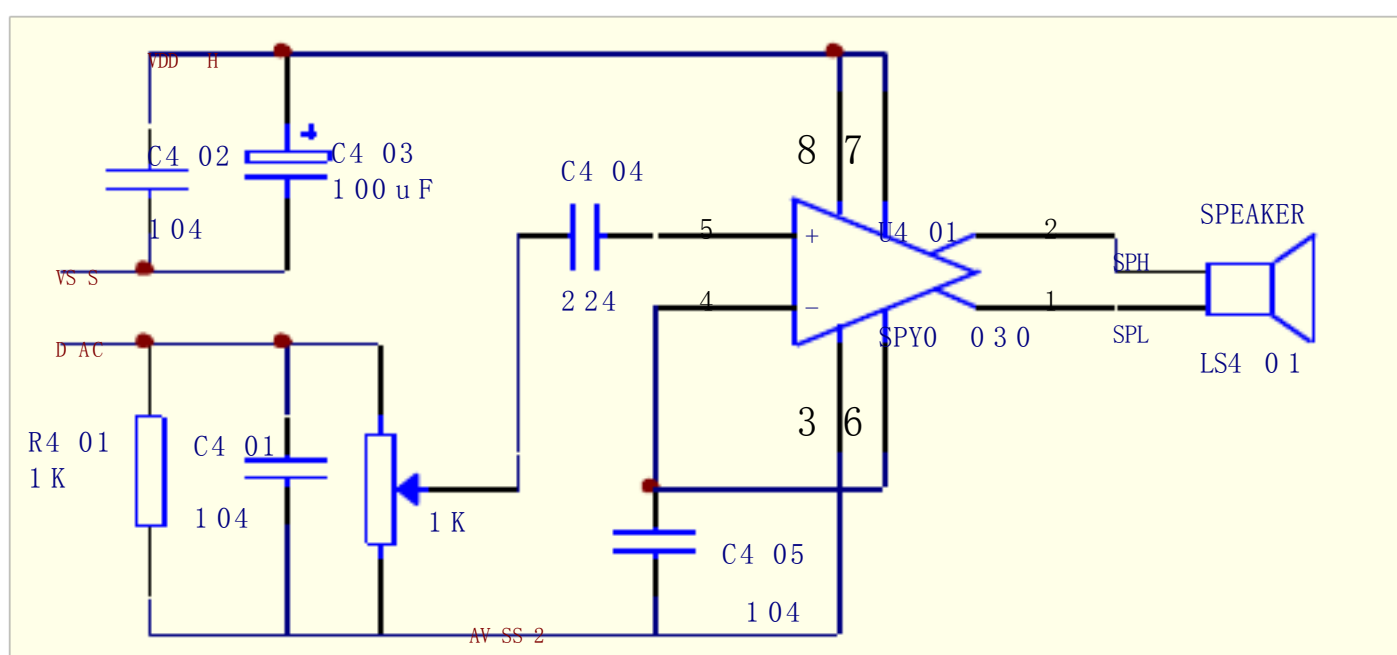 VDD H
C4 02
104
+
C4 03
100uF
VS S
C4 04
224
8 7
5
+
4
-
U4 01
SPY0 030
3 6
2
1
SPH
SPL
SPEAKER
LS4 01
D AC
R4 01
1K
C4 01
104
1K
C4 05
104
AV SS 2